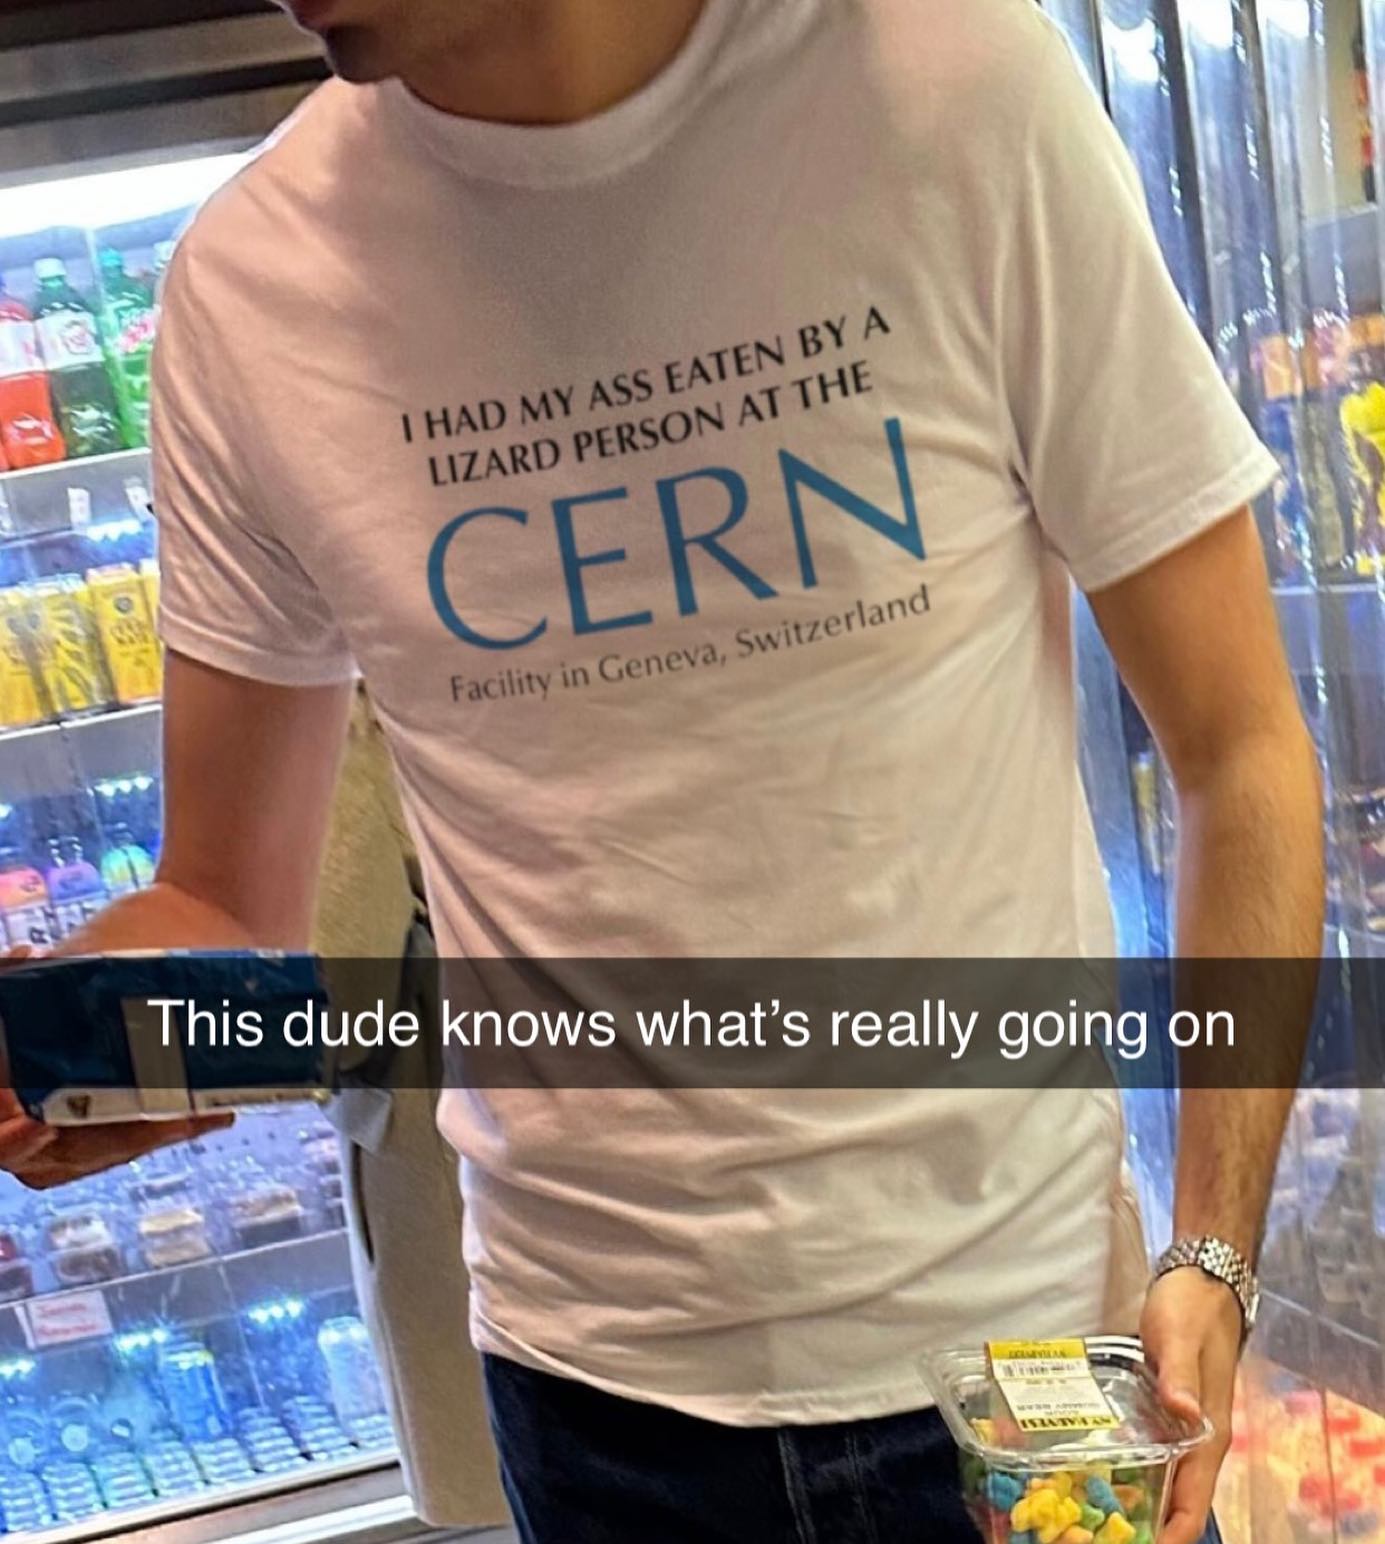 I HAD MY ASS EATEN BY A
LIZARD PERSON AT THE
CERN
Facility in Geneva, Switzerland
This dude knows what's really going on